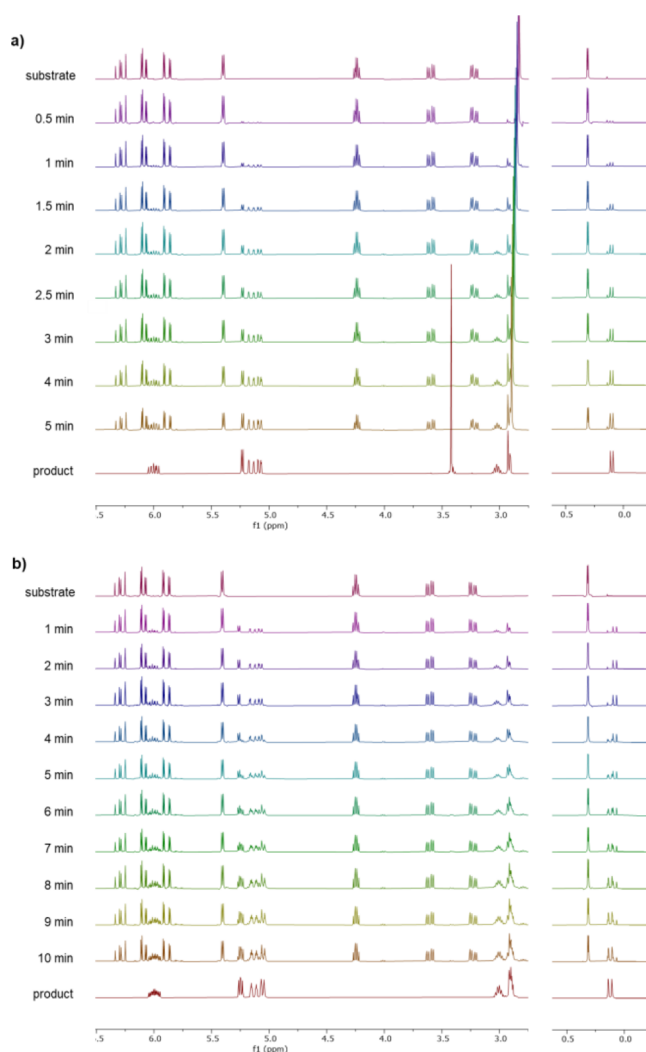 a)
substrate
0.5 min
1 min
1.5 min
2 min
2.5 min
3 min
4 min
5 min
product
.5 6.0 5.5 5.0 4.5 4.0 3.5 3.0 0.5 0.0
f1 (ppm)
b)
substrate
1 min
2 min
3 min
4 min
5 min
6 min
7 min
8 min
9 min
10 min
product
.5 6.0 5.5 5.0 4.5 4.0 3.5 3.0 0.5 0.0
f1 (ppm)